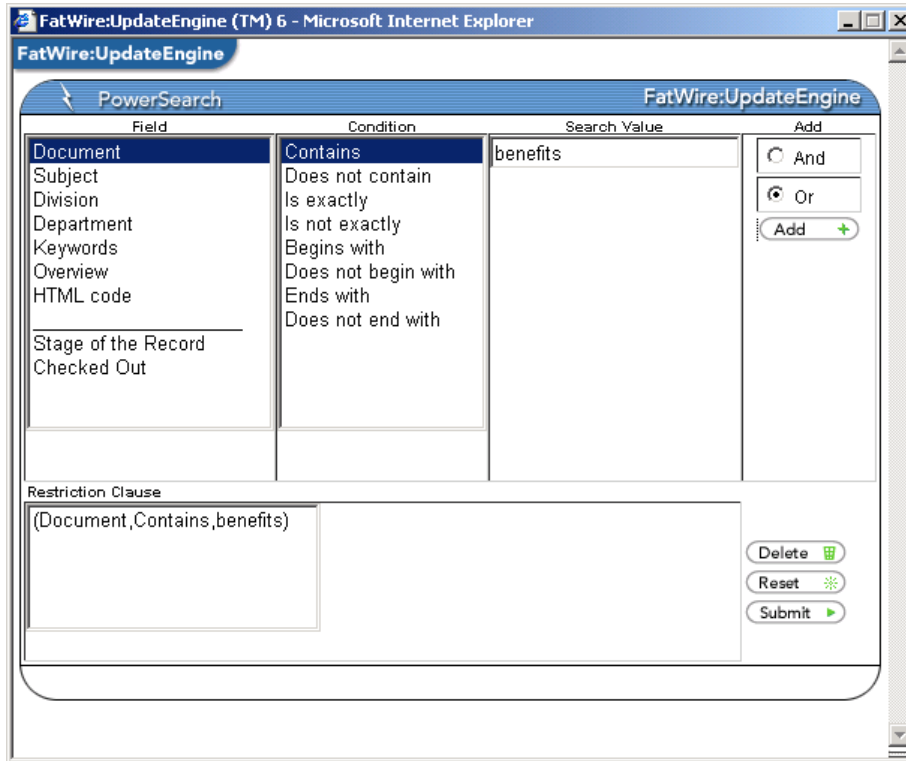 FatWire:UpdateEngine (TM) 6 - Microsoft Internet Explorer
FatWire:UpdateEngine
PowerSearch
FatWire:UpdateEngine
Field
Condition
Search Value
Add
Document
Subject
Division
Department
Keywords
Overview
HTML code
Stage of the Record
Checked Out
Contains
Does not contain
Is exactly
Is not exactly
Begins with
Does not begin with
Ends with
Does not end with
benefits
And
Or
Add
Restriction Clause
(Document,Contains,benefits)
Delete
Reset
Submit